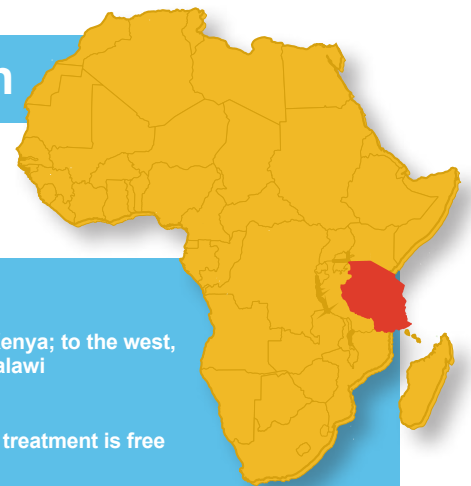 enya; to the west,
alawi
treatment is free